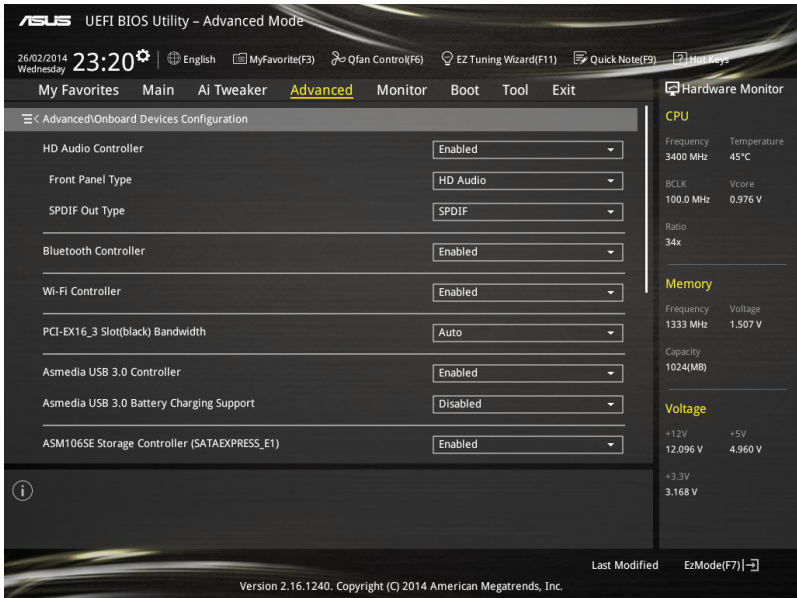 ASUS UEFI BIOS Utility – Advanced Mode
26/02/2014
Wednesday
23:20
English MyFavorite(F3) Qfan Control(F6) EZ Tuning Wizard(F11) Quick Note(F9) ? Hot Keys
My Favorites Main Ai Tweaker Advanced Monitor Boot Tool Exit
Advanced\Onboard Devices Configuration
HD Audio Controller Enabled
Front Panel Type HD Audio
SPDIF Out Type SPDIF
Bluetooth Controller Enabled
Wi-Fi Controller Enabled
PCI-EX16_3 Slot(black) Bandwidth Auto
Asmedia USB 3.0 Controller Enabled
Asmedia USB 3.0 Battery Charging Support Disabled
ASM106SE Storage Controller (SATAEXPRESS_E1) Enabled
Hardware Monitor
CPU
Frequency Temperature
3400 MHz 45°C
BCLK Vcore
100.0 MHz 0.976 V
Ratio
34x
Memory
Frequency Voltage
1333 MHz 1.507 V
Capacity
1024(MB)
Voltage
+12V +5V
12.096 V 4.960 V
+3.3V
3.168 V
i
Last Modified EzMode(F7)
Version 2.16.1240. Copyright (C) 2014 American Megatrends, Inc.